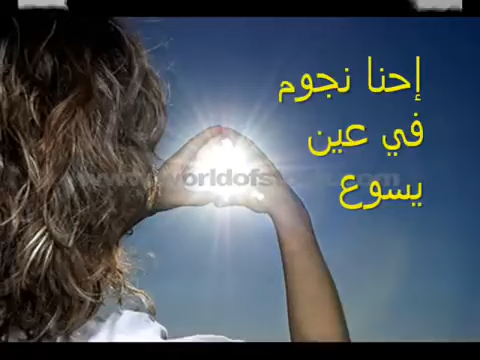 إحنا نجوم
في عين
يسوع